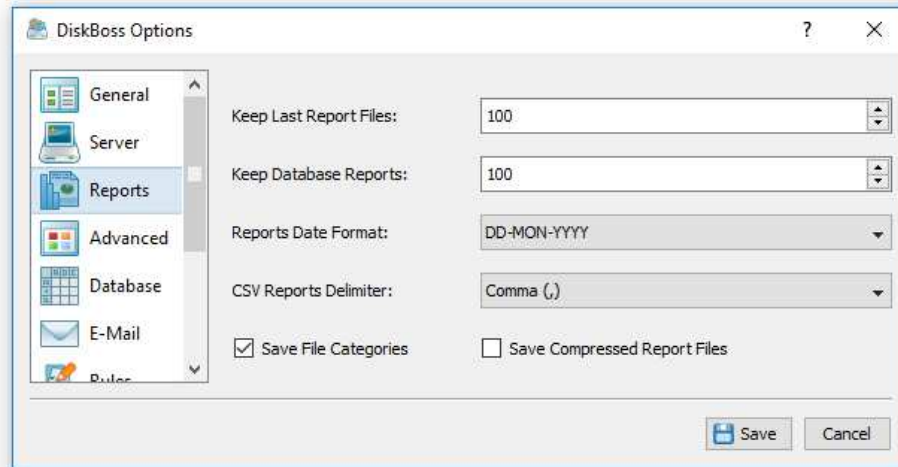 DiskBoss Options
General
Server
Reports
Advanced
Database
E-Mail
Rules
Keep Last Report Files: 100
Keep Database Reports: 100
Reports Date Format: DD-MON-YYYY
CSV Reports Delimiter: Comma (,)
Save File Categories Save Compressed Report Files
Save Cancel